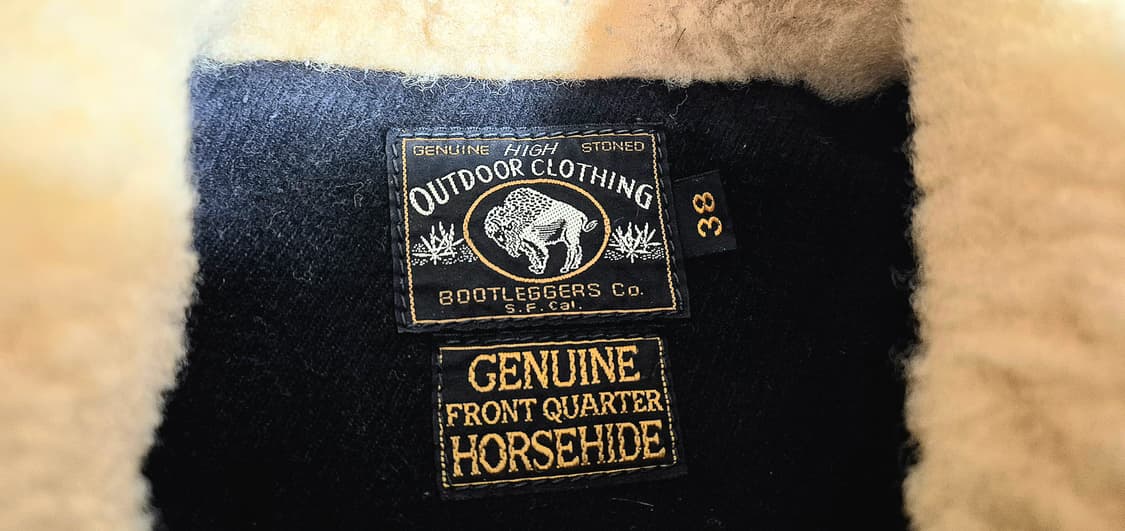 GENUINE HIGH STONED
OUTDOOR CLOTHING
BOOTLEGGERS Co.
S.F. Cal.
38
GENUINE
FRONT QUARTER
HORSEHIDE